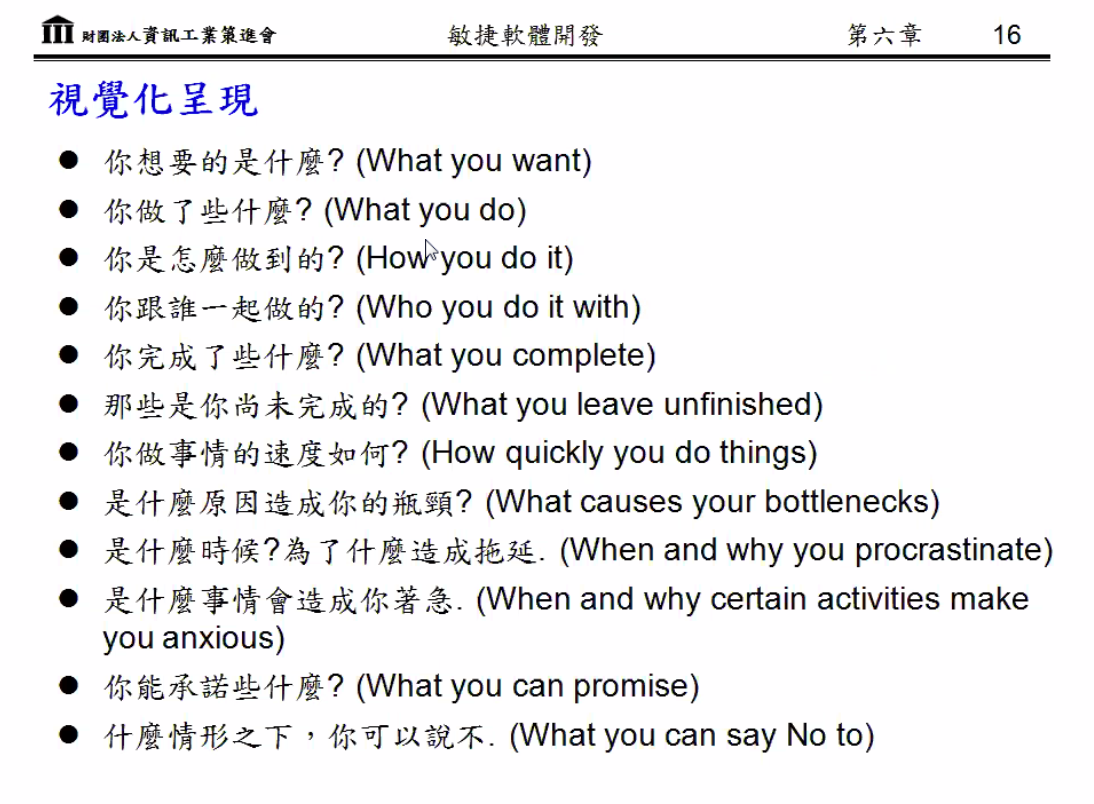 財團法人資訊工業策進會 敏捷軟體開發 第六章 16
視覺化呈現
● 你想要的是什麼? (What you want)
● 你做了些什麼? (What you do)
● 你是怎麼做到的? (How you do it)
● 你跟誰一起做的? (Who you do it with)
● 你完成了些什麼? (What you complete)
● 那些是你尚未完成的? (What you leave unfinished)
● 你做事情的速度如何? (How quickly you do things)
● 是什麼原因造成你的瓶頸? (What causes your bottlenecks)
● 是什麼時候?為了什麼造成拖延. (When and why you procrastinate)
● 是什麼事情會造成你著急. (When and why certain activities make
you anxious)
● 你能承諾些什麼? (What you can promise)
● 什麼情形之下，你可以說不. (What you can say No to)